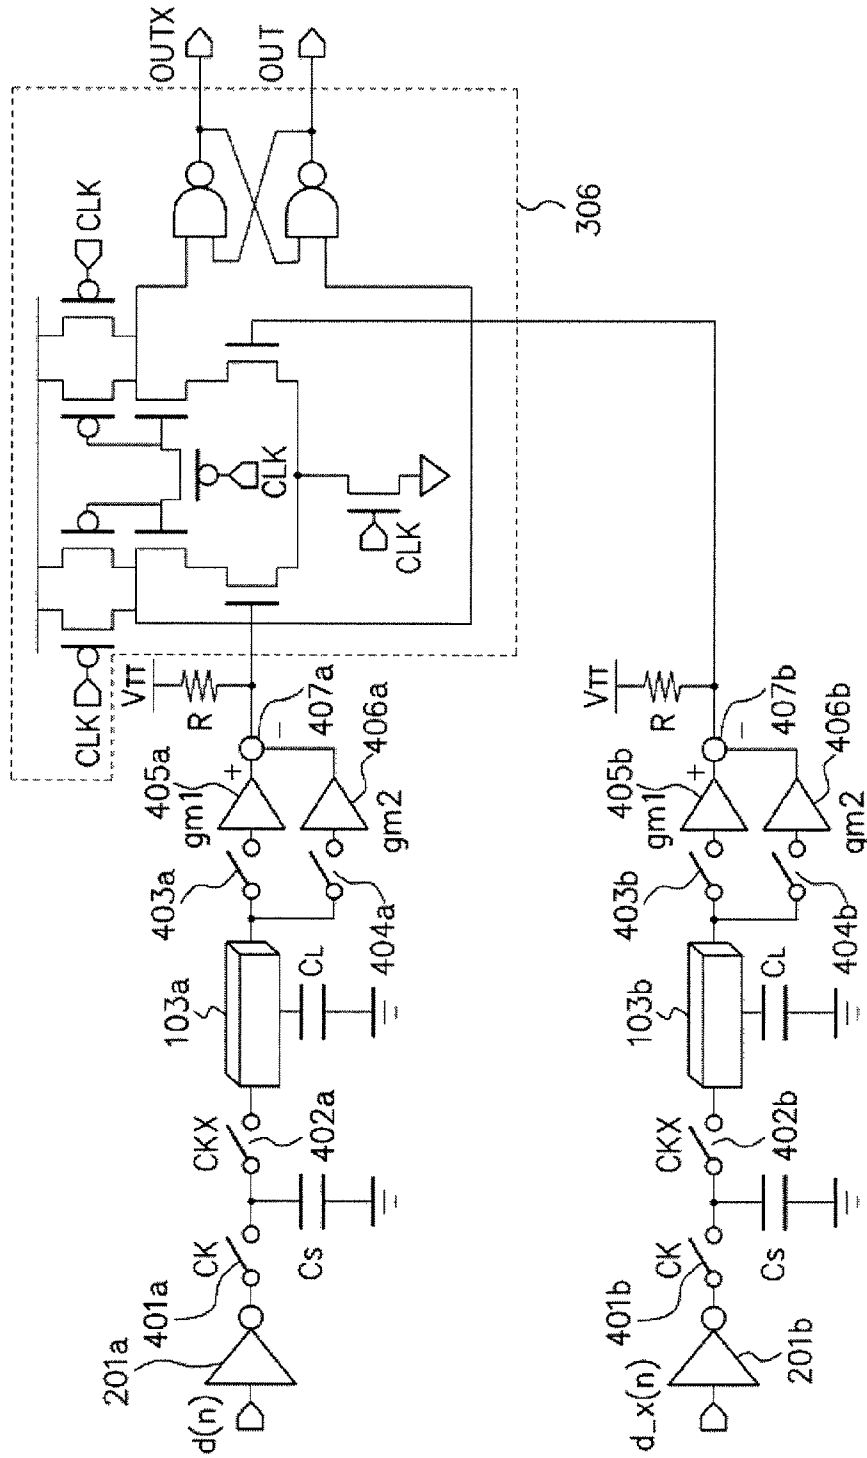 d(n)
201a
401a
CK
Cs
CKX
402a
103a
CL
403a
404a
405a
gm1
+
−
gm2
406a
407a
R
VTT
CLK
CLK
CLK
CLK
306
OUTX
OUT
d_x(n)
201b
401b
CK
Cs
CKX
402b
103b
CL
403b
404b
405b
gm1
+
−
gm2
406b
407b
R
VTT